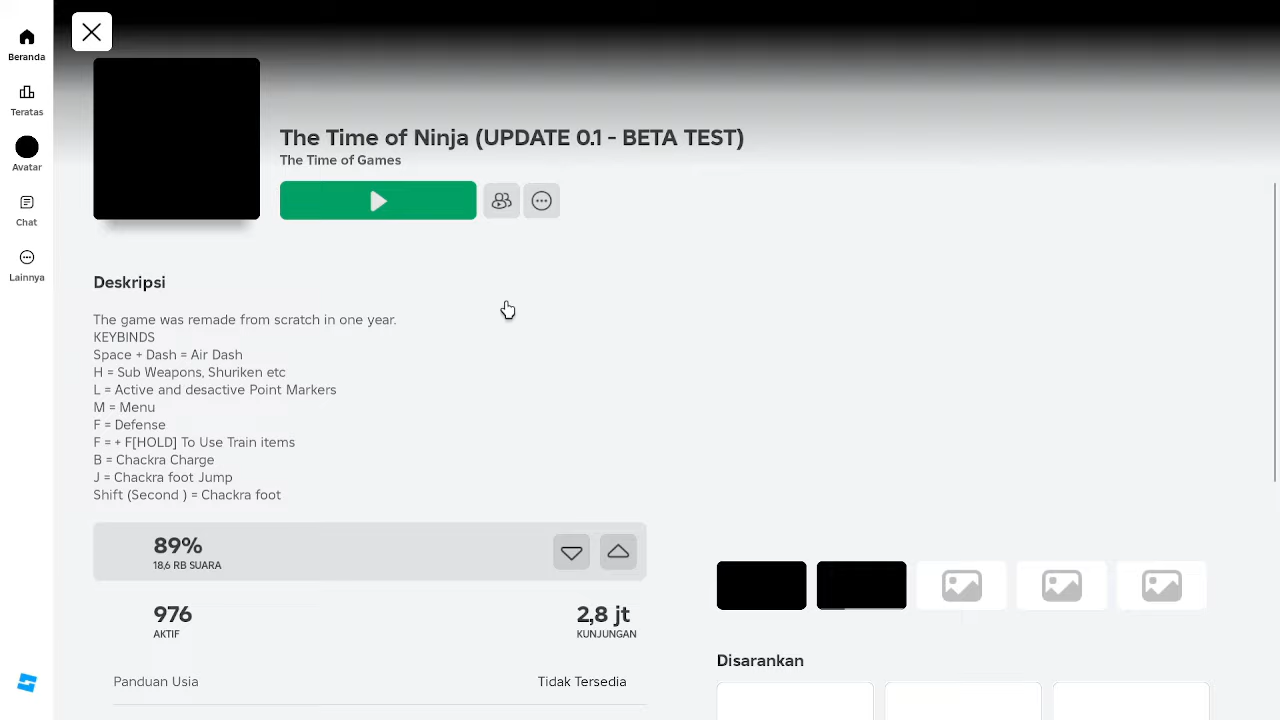 Beranda
Teratas
Avatar
Chat
Lainnya
The Time of Ninja (UPDATE 0.1 - BETA TEST)
The Time of Games
Deskripsi
The game was remade from scratch in one year.
KEYBINDS
Space + Dash = Air Dash
H = Sub Weapons, Shuriken etc
L = Active and desactive Point Markers
M = Menu
F = Defense
F = + F[HOLD] To Use Train items
B = Chackra Charge
J = Chackra foot Jump
Shift (Second ) = Chackra foot
89%
18,6 RB SUARA
976
AKTIF
2,8 jt
KUNJUNGAN
Panduan Usia
Tidak Tersedia
Disarankan